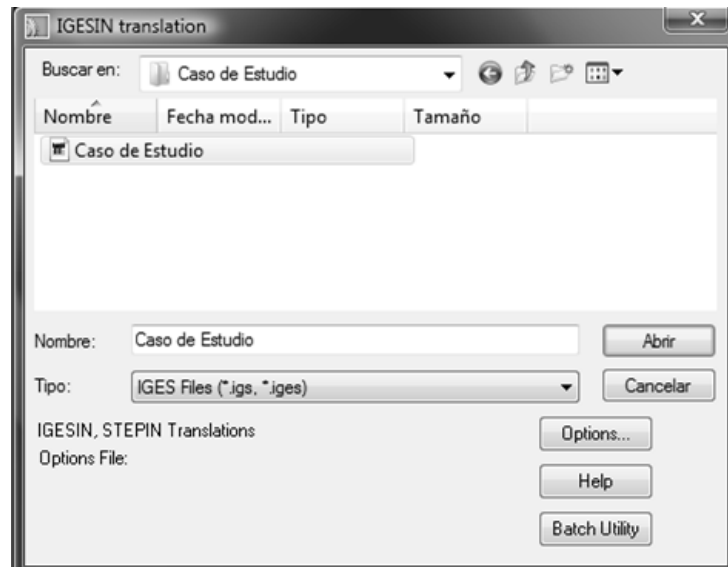 IGESIN translation
Buscar en: Caso de Estudio
Nombre Fecha mod... Tipo Tamaño
Caso de Estudio
Nombre: Caso de Estudio Abrir
Tipo: IGES Files (*.igs, *.iges) Cancelar
IGESIN, STEPIN Translations Options...
Options File:
Help
Batch Utility